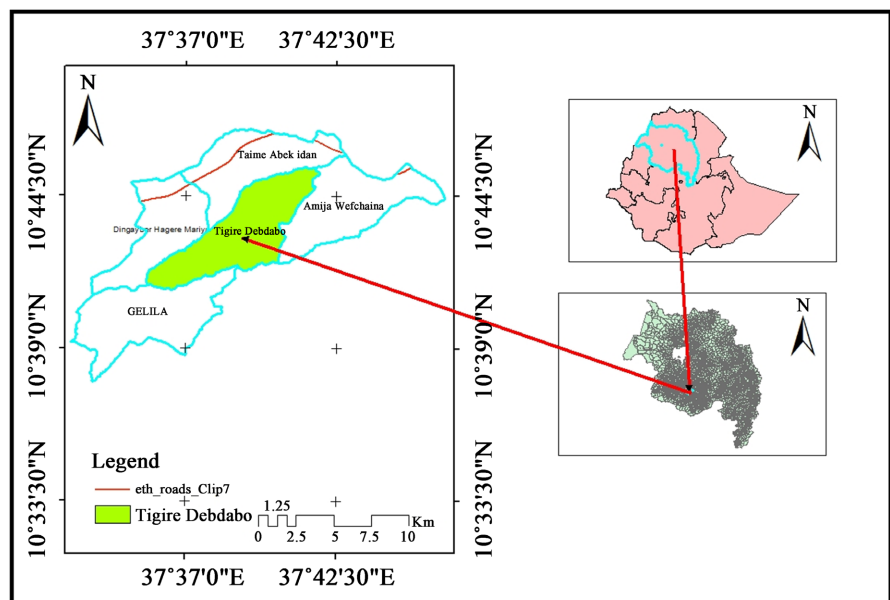 37°37'0"E 37°42'30"E
N
Taime Abek idan
Amija Wefchaina
Dingayber Hagere Mariy
Tigire Debdabo
GELILA
10°44'30"N
10°39'0"N
10°33'30"N
10°44'30"N
10°39'0"N
10°33'30"N
Legend
eth_roads_Clip7
Tigire Debdabo
1.25
0 2.5 5 7.5 10
Km
37°37'0"E 37°42'30"E
N
N